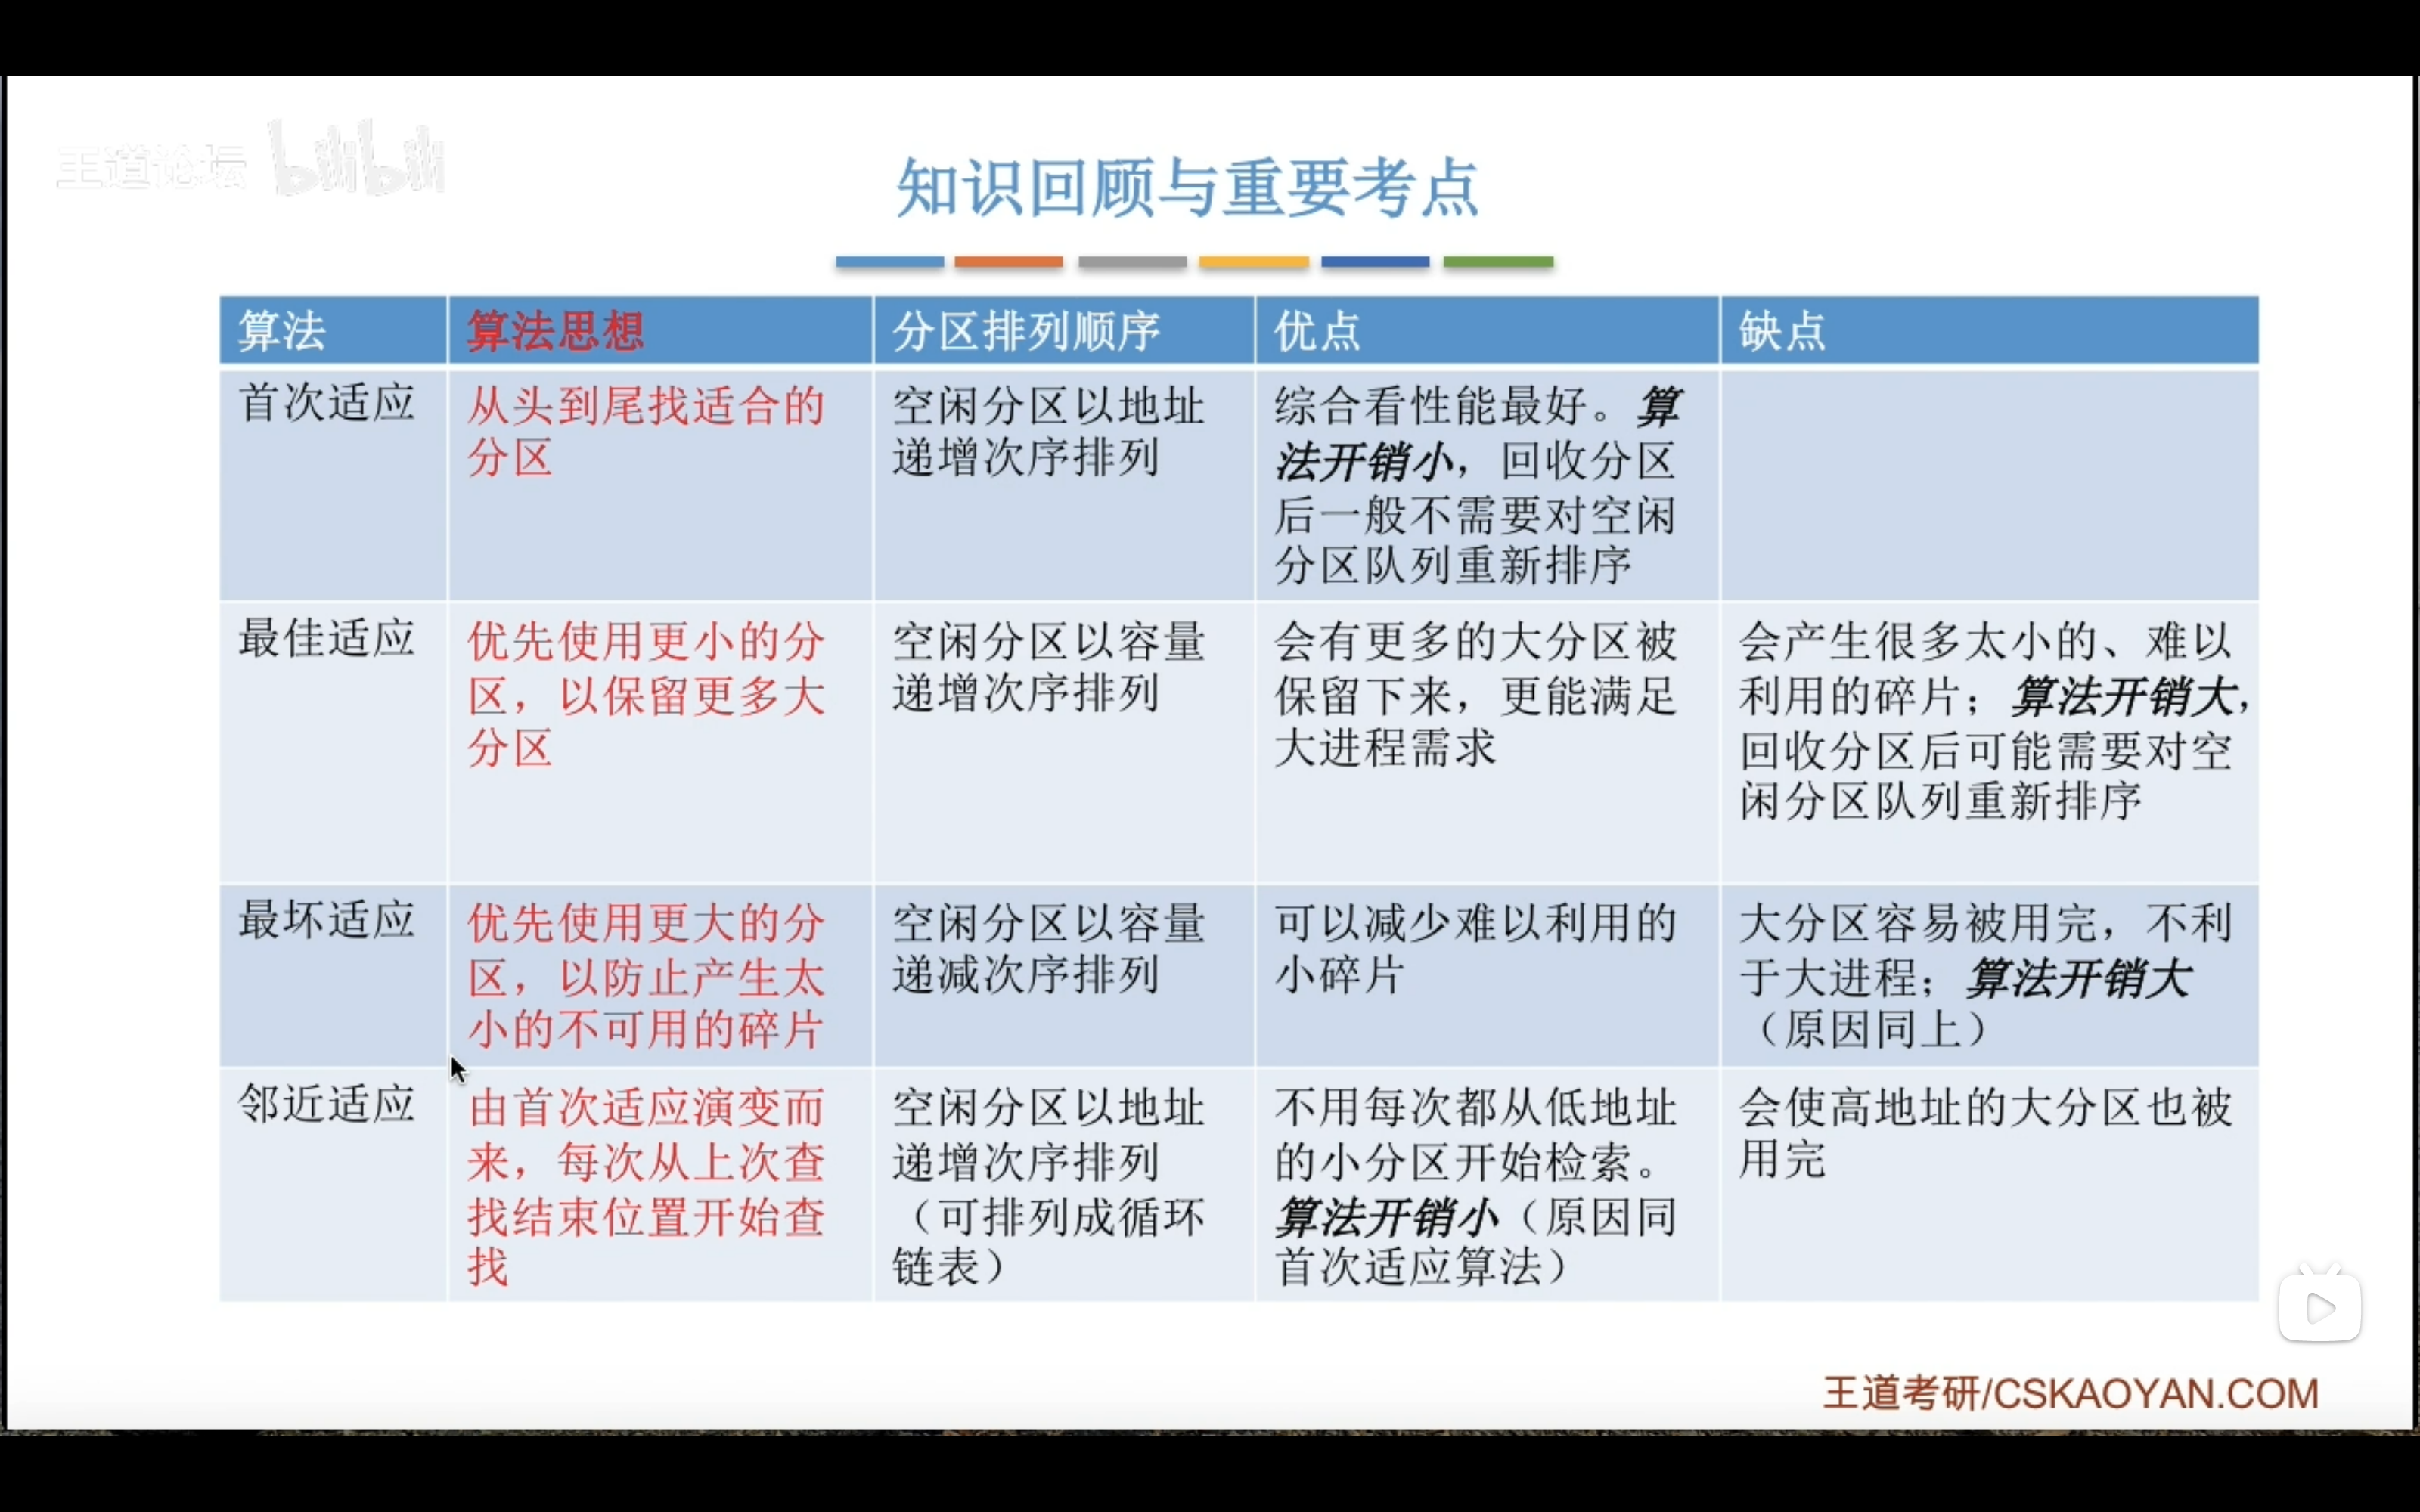 王道论坛 bilibili
知识回顾与重要考点
算法
算法思想
分区排列顺序
优点
缺点
首次适应
从头到尾找适合的
分区
空闲分区以地址
递增次序排列
综合看性能最好。算
法开销小，回收分区
后一般不需要对空闲
分区队列重新排序
最佳适应
优先使用更小的分
区，以保留更多大
分区
空闲分区以容量
递增次序排列
会有更多的大分区被
保留下来，更能满足
大进程需求
会产生很多太小的、难以
利用的碎片；算法开销大，
回收分区后可能需要对空
闲分区队列重新排序
最坏适应
优先使用更大的分
区，以防止产生太
小的不可用的碎片
空闲分区以容量
递减次序排列
可以减少难以利用的
小碎片
大分区容易被用完，不利
于大进程；算法开销大
（原因同上）
邻近适应
由首次适应演变而
来，每次从上次查
找结束位置开始查
找
空闲分区以地址
递增次序排列
（可排列成循环
链表）
不用每次都从低地址
的小分区开始检索。
算法开销小（原因同
首次适应算法）
会使高地址的大分区也被
用完
王道考研/CSKAOYAN.COM